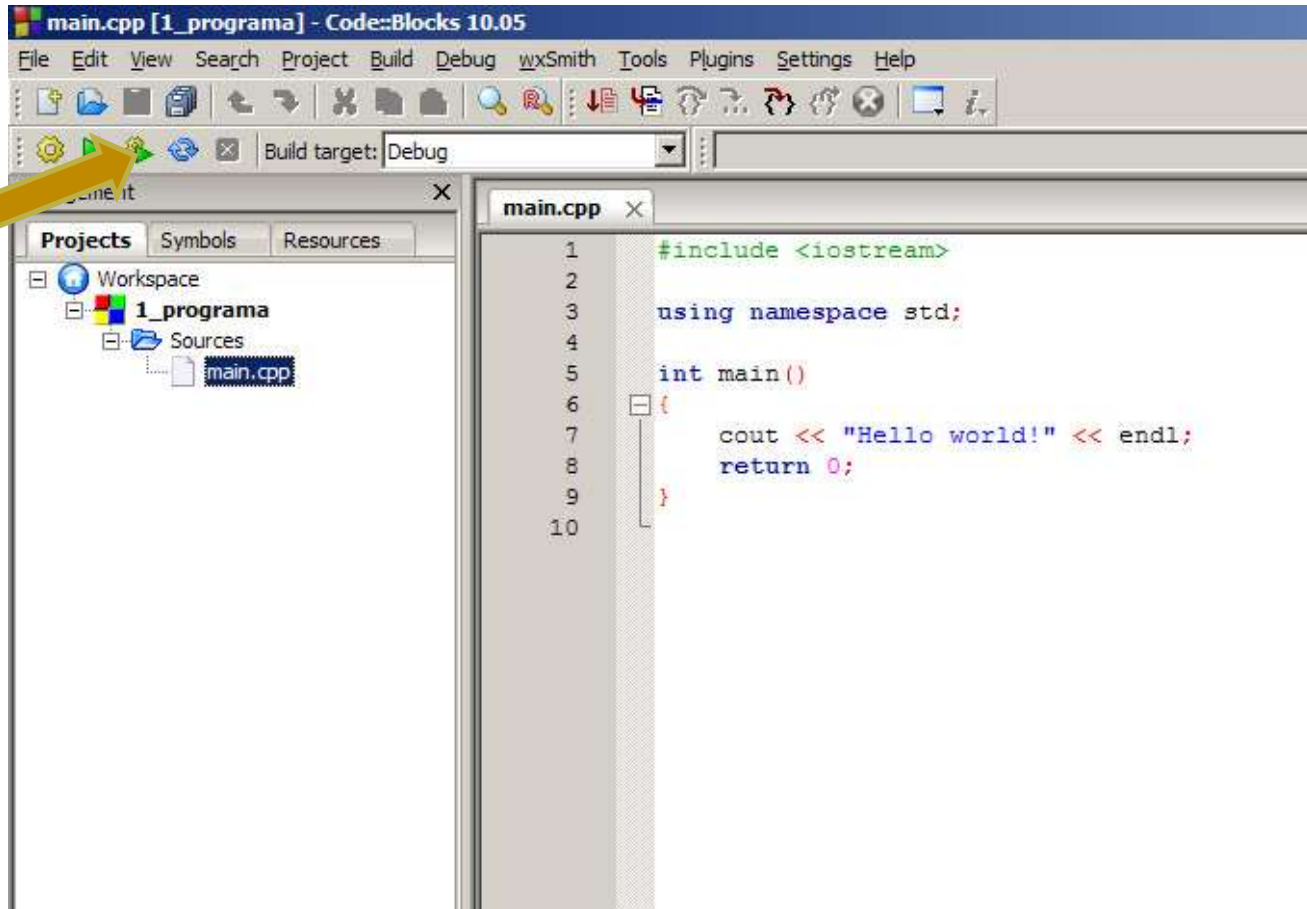 main.cpp [1_programa] - Code::Blocks 10.05
File Edit View Search Project Build Debug wxSmith Tools Plugins Settings Help
Build target: Debug
Projects Symbols Resources
Workspace
1_programa
Sources
main.cpp
main.cpp
1 #include <iostream>
2
3 using namespace std;
4
5 int main()
6 {
7 cout << "Hello world!" << endl;
8 return 0;
9 }
10